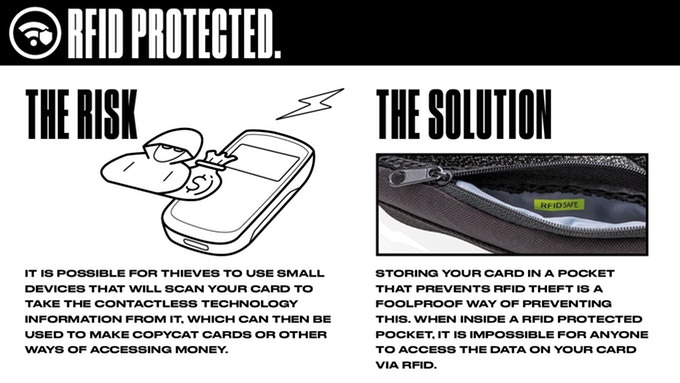 RFID PROTECTED.
THE RISK
IT IS POSSIBLE FOR THIEVES TO USE SMALL
DEVICES THAT WILL SCAN YOUR CARD TO
TAKE THE CONTACTLESS TECHNOLOGY
INFORMATION FROM IT, WHICH CAN THEN BE
USED TO MAKE COPYCAT CARDS OR OTHER
WAYS OF ACCESSING MONEY.
THE SOLUTION
RFID SAFE
STORING YOUR CARD IN A POCKET
THAT PREVENTS RFID THEFT IS A
FOOLPROOF WAY OF PREVENTING
THIS. WHEN INSIDE A RFID PROTECTED
POCKET, IT IS IMPOSSIBLE FOR ANYONE
TO ACCESS THE DATA ON YOUR CARD
VIA RFID.